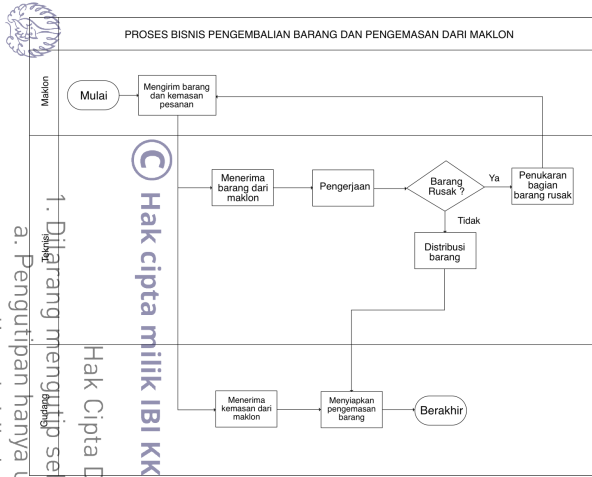 PROSES BISNIS PENGEMBALIAN BARANG DAN PENGEMASAN DARI MAKLON
Maklon
Mulai
Mengirim barang
dan kemasan
pesanan
Teknisi
Menerima
barang dari
maklon
Pengerjaan
Barang
Rusak ?
Ya
Penukaran
bagian
barang rusak
Tidak
Distribusi
barang
Gudang
Menerima
kemasan dari
maklon
Menyiapkan
pengemasan
barang
Berakhir
© Hak cipta milik IBI KK
Hak Cipta D
1. Dilarang mengutip se
a. Pengutipan hanya u